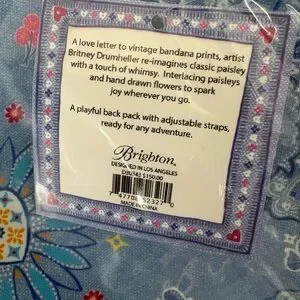 A love letter to vintage bandana prints, artist
Britney Drumheller re-imagines classic paisley
with a touch of whimsy. Interlacing paisleys
and hand drawn flowers to spark
joy wherever you go.
A playful back pack with adjustable straps,
ready for any adventure.
Brighton®
DESIGNED IN LOS ANGELES
$150.00
MADE IN CHINA